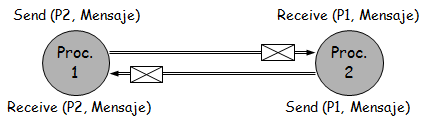 Send (P2, Mensaje)
Receive (P1, Mensaje)
Proc.
1
Proc.
2
Receive (P2, Mensaje)
Send (P1, Mensaje)